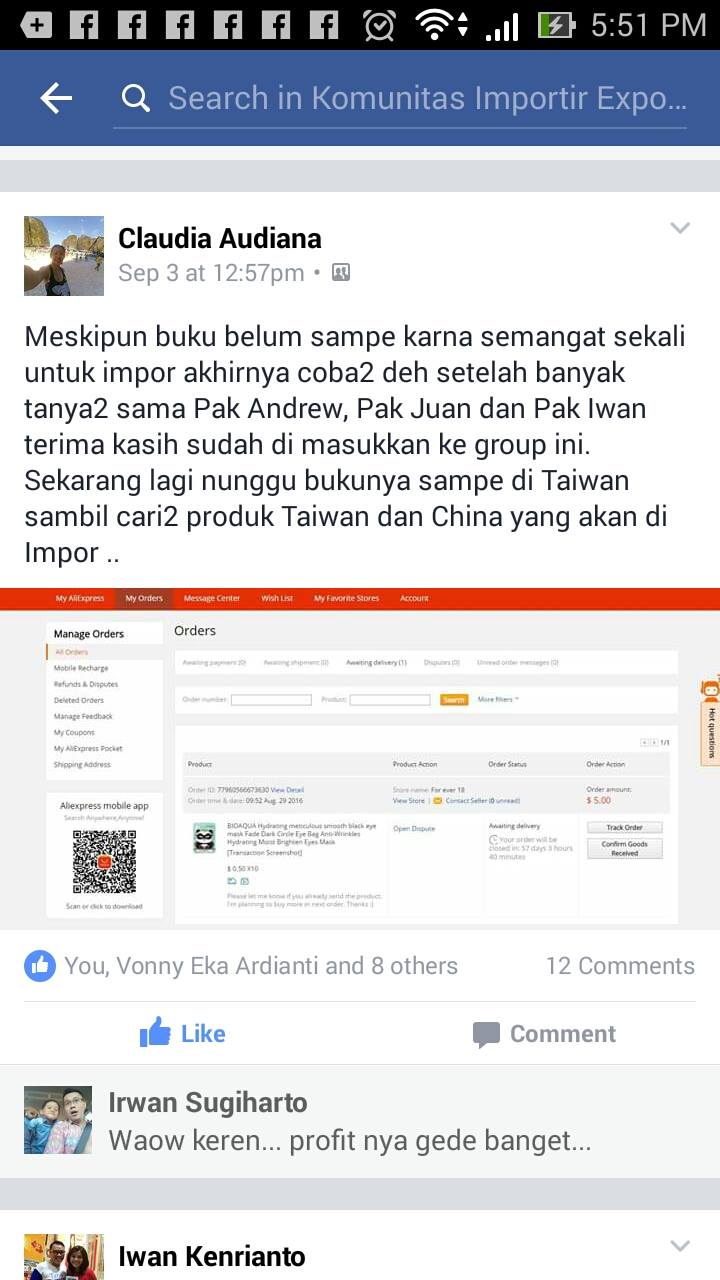 5:51 PM
Search in Komunitas Importir Expo...
Claudia Audiana
Sep 3 at 12:57pm •
Meskipun buku belum sampe karna semangat sekali
untuk impor akhirnya coba2 deh setelah banyak
tanya2 sama Pak Andrew, Pak Juan dan Pak Iwan
terima kasih sudah di masukkan ke group ini.
Sekarang lagi nunggu bukunya sampe di Taiwan
sambil cari2 produk Taiwan dan China yang akan di
Impor ..
My AliExpress My Orders Message Center Wish List My Favorite Stores Account
Manage Orders
All Orders
Mobile Recharge
Refunds & Disputes
Deleted Orders
Manage Feedback
My Coupons
My AliExpress Pocket
Shipping Address
Aliexpress mobile app
Search Anywhere, Anytime!
Scan or click to download
Orders
Awaiting payment (0) Awaiting shipment (0) Awaiting delivery (1) Disputes (0) Unread order messages (0)
Order number: Product: Search More filters
1/1
Product Product Action Order Status Order Action
Order ID: 77960566673630 View Detail Store name: For ever 18 Order amount:
Order time & date: 09:52 Aug. 29 2016 View Store | Contact Seller (0 unread) $ 5.00
BIOAQUA Hydrating meticulous smooth black eye
mask Fade Dark Circle Eye Bag Anti-Wrinkles
Hydrating Moist Brighten Eyes Mask
[Transaction Screenshot]
$ 0.50 X10
Please let me know if you already send the product.
I'm planning to buy more in next order. Thanks :)
Open Dispute
Awaiting delivery
Your order will be
closed in: 57 days 3 hours
40 minutes
Track Order
Confirm Goods
Received
Hot questions
You, Vonny Eka Ardianti and 8 others 12 Comments
Like Comment
Irwan Sugiharto
Waow keren... profit nya gede banget...
Iwan Kenrianto